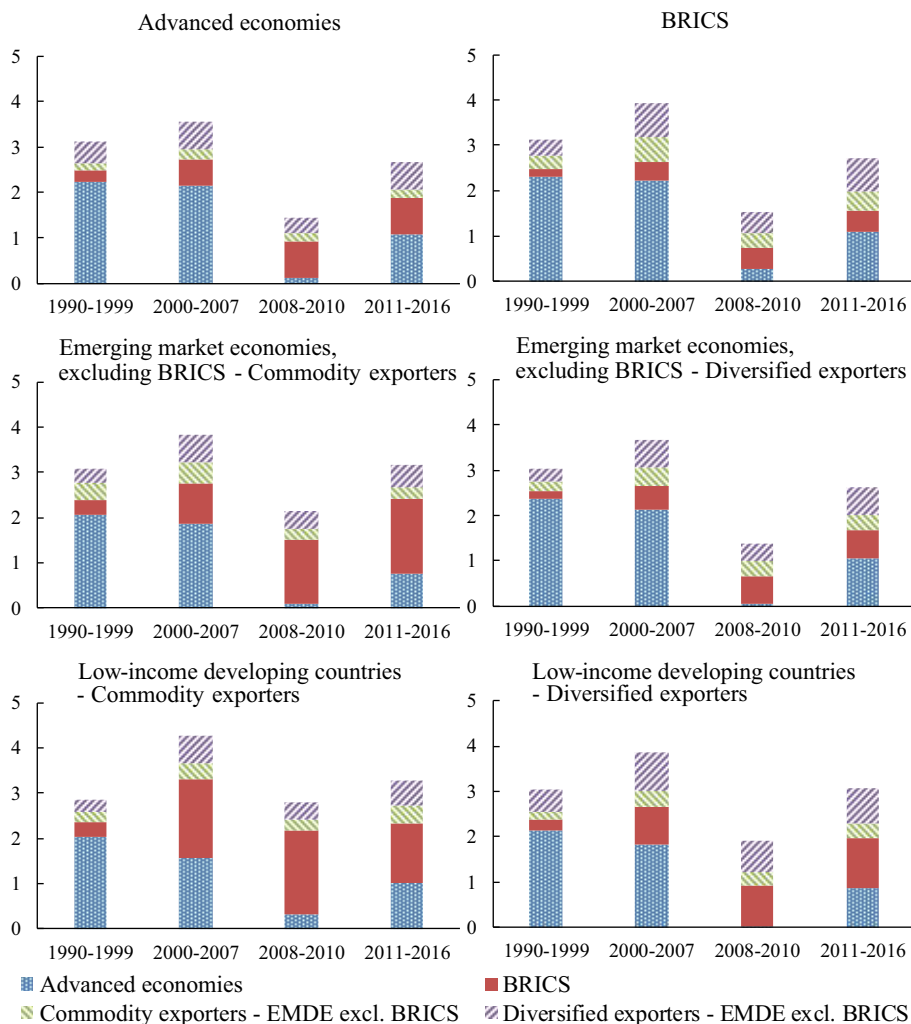 Advanced economies
5
4
3
2
1
0
1990-1999 2000-2007 2008-2010 2011-2016
BRICS
5
4
3
2
1
0
1990-1999 2000-2007 2008-2010 2011-2016
Emerging market economies,
excluding BRICS - Commodity exporters
5
4
3
2
1
0
1990-1999 2000-2007 2008-2010 2011-2016
Emerging market economies,
excluding BRICS - Diversified exporters
5
4
3
2
1
0
1990-1999 2000-2007 2008-2010 2011-2016
Low-income developing countries
- Commodity exporters
5
4
3
2
1
0
1990-1999 2000-2007 2008-2010 2011-2016
Low-income developing countries
- Diversified exporters
5
4
3
2
1
0
1990-1999 2000-2007 2008-2010 2011-2016
Advanced economies
BRICS
Commodity exporters - EMDE excl. BRICS
Diversified exporters - EMDE excl. BRICS